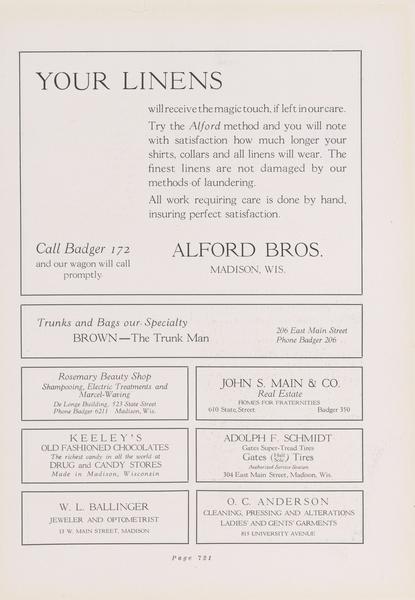 YOUR LINENS
will receive the magic touch, if left in our care.
Try the Alford method and you will note
with satisfaction how much longer your
shirts, collars and all linens will wear. The
finest linens are not damaged by our
methods of laundering.
All work requiring care is done by hand,
insuring perfect satisfaction.
Call Badger 172
and our wagon will call
promptly.
ALFORD BROS.
MADISON, WIS.
Trunks and Bags our Specialty
BROWN—The Trunk Man
206 East Main Street
Phone Badger 206
Rosemary Beauty Shop
Shampooing, Electric Treatments and
Marcel-Waving
De Longe Building, 523 State Street
Phone Badger 6211 Madison, Wis.
JOHN S. MAIN & CO.
Real Estate
HOMES FOR FRATERNITIES
610 State Street Badger 350
KEELEY'S
OLD FASHIONED CHOCOLATES
The richest candy in all the world at
DRUG and CANDY STORES
Made in Madison, Wisconsin
ADOLPH F. SCHMIDT
Gates Super-Tread Tires
Gates (Half Sole) Tires
Authorized Service Station
304 East Main Street, Madison, Wis.
W. L. BALLINGER
JEWELER AND OPTOMETRIST
13 W. MAIN STREET, MADISON
O. C. ANDERSON
CLEANING, PRESSING AND ALTERATIONS
LADIES' AND GENTS' GARMENTS
815 UNIVERSITY AVENUE
Page 721